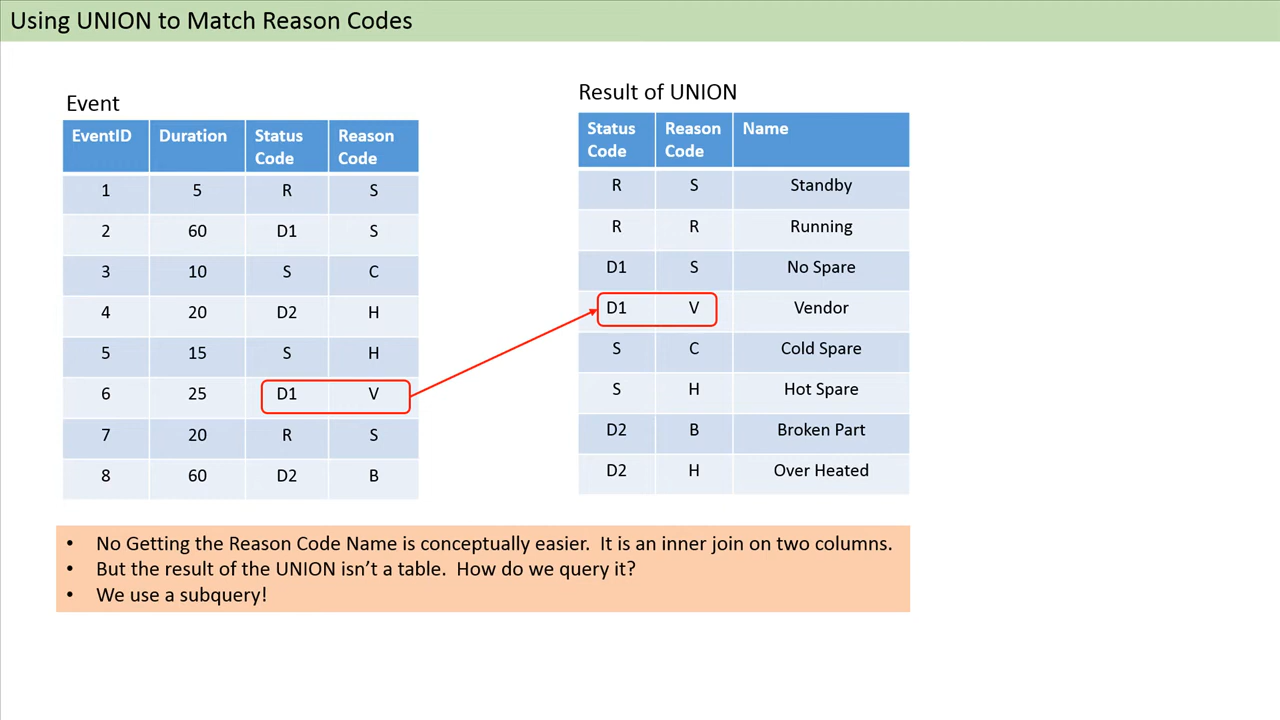 Using UNION to Match Reason Codes
Event
EventID Duration Status Code Reason Code
1 5 R S
2 60 D1 S
3 10 S C
4 20 D2 H
5 15 S H
6 25 D1 V
7 20 R S
8 60 D2 B
Result of UNION
Status Code Reason Code Name
R S Standby
R R Running
D1 S No Spare
D1 V Vendor
S C Cold Spare
S H Hot Spare
D2 B Broken Part
D2 H Over Heated
• No Getting the Reason Code Name is conceptually easier. It is an inner join on two columns.
• But the result of the UNION isn’t a table. How do we query it?
• We use a subquery!